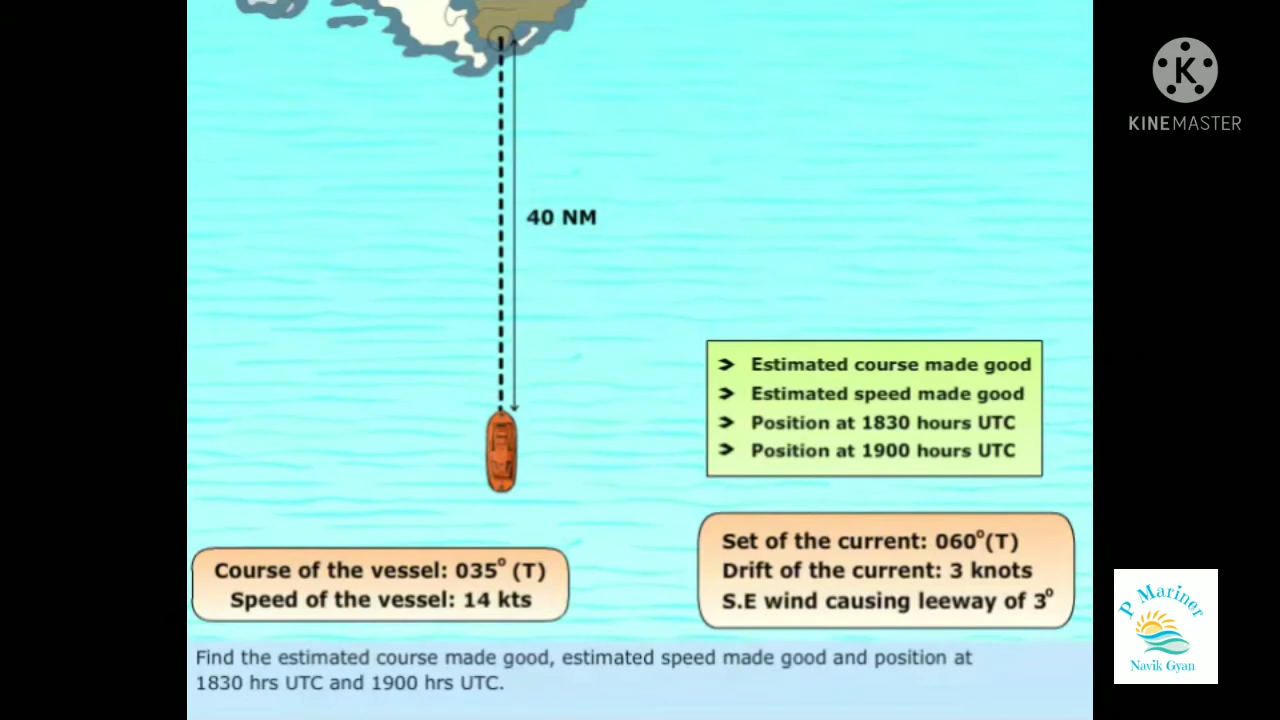 40 NM
➢ Estimated course made good
➢ Estimated speed made good
➢ Position at 1830 hours UTC
➢ Position at 1900 hours UTC
Set of the current: 060°(T)
Drift of the current: 3 knots
S.E wind causing leeway of 3°
Course of the vessel: 035° (T)
Speed of the vessel: 14 kts
Find the estimated course made good, estimated speed made good and position at
1830 hrs UTC and 1900 hrs UTC.
K
KINEMASTER
P Mariner
Navik Gyan